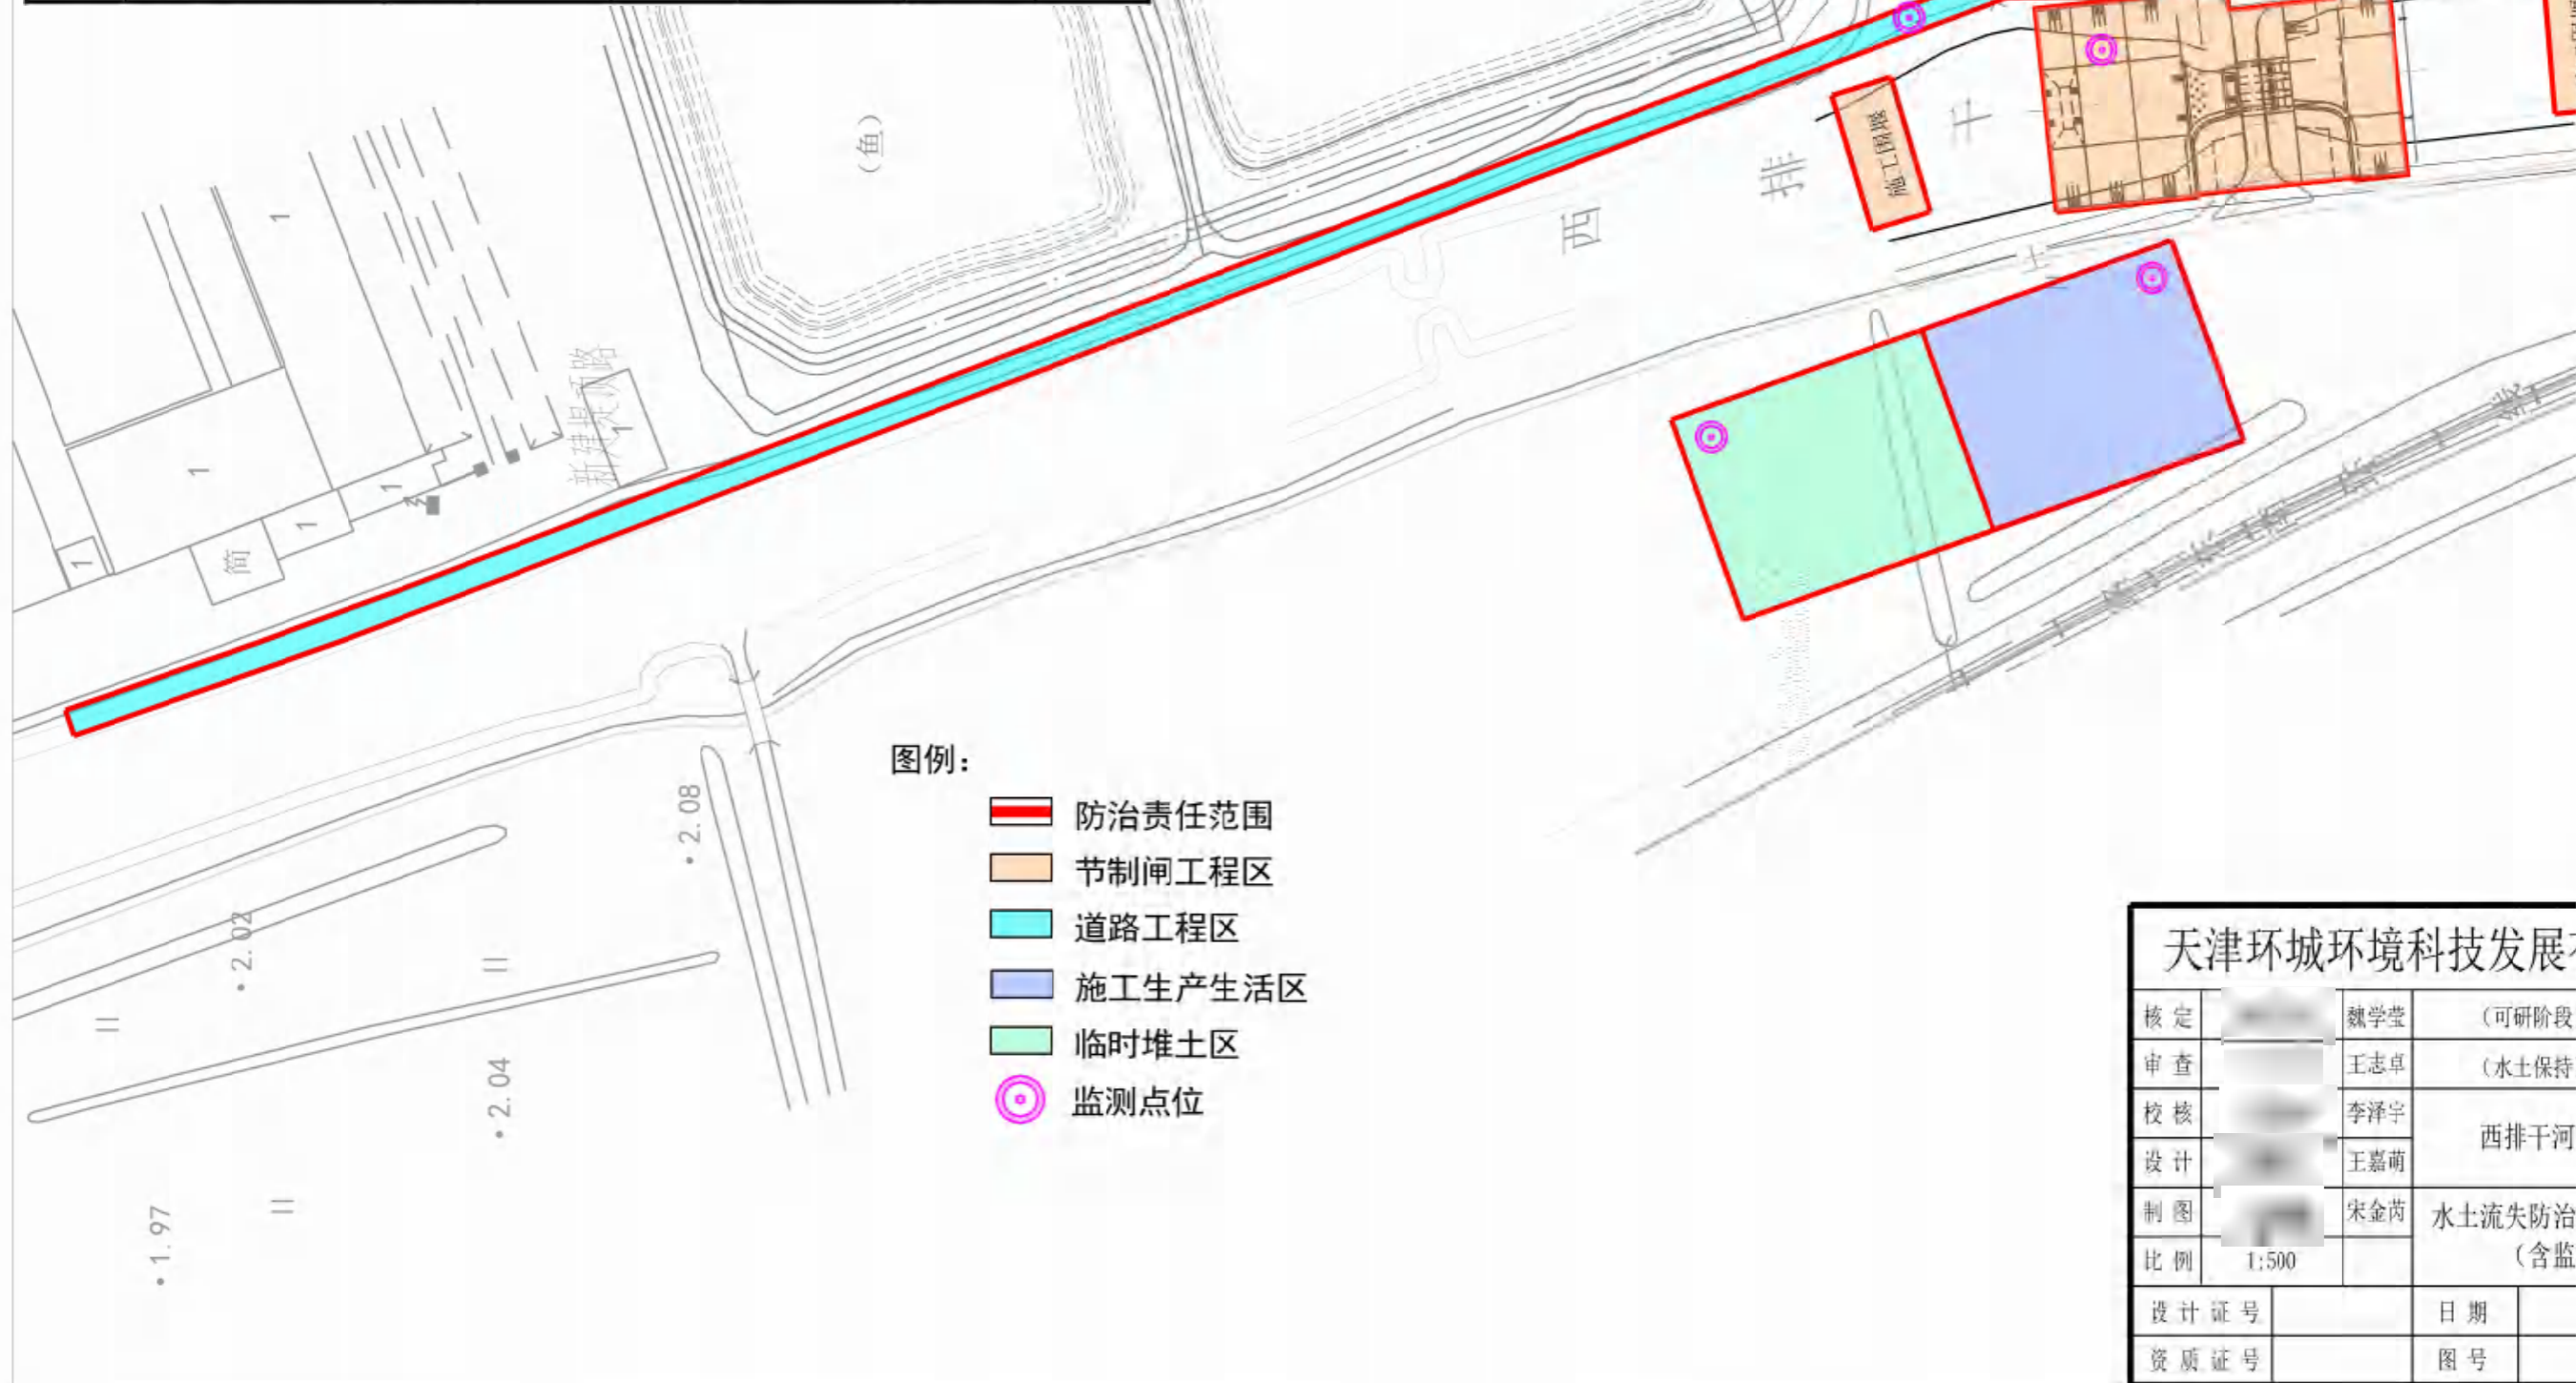 (鱼)
施工围堰
干
排
西
土
新建堤顶路
1
1
1
1
1
1
简
2.08
2.02
2.04
1.97
图例：
防治责任范围
节制闸工程区
道路工程区
施工生产生活区
临时堆土区
监测点位
天津环城环境科技发展
核 定 魏学莹 (可研阶段
审 查 王志卓 (水土保持
校 核 李泽宇
西排干河
设 计 王嘉萌
制 图 宋金芮 水土流失防治
(含监
比 例 1:500
设 计 证 号 日 期
资 质 证 号 图 号